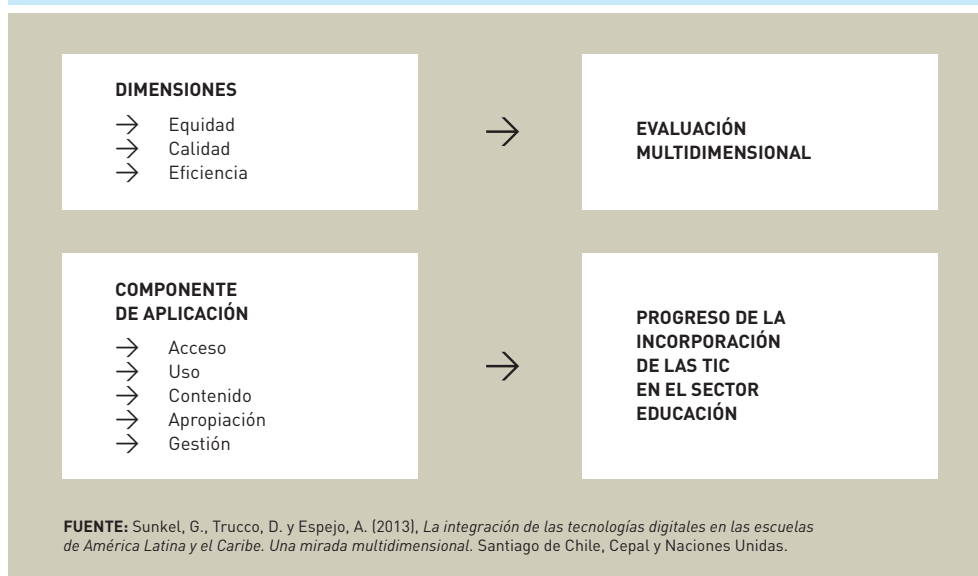 DIMENSIONES
→ Equidad
→ Calidad
→ Eficiencia
→
EVALUACIÓN
MULTIDIMENSIONAL
COMPONENTE
DE APLICACIÓN
→ Acceso
→ Uso
→ Contenido
→ Apropiación
→ Gestión
→
PROGRESO DE LA
INCORPORACIÓN
DE LAS TIC
EN EL SECTOR
EDUCACIÓN
FUENTE: Sunkel, G., Trucco, D. y Espejo, A. (2013), La integración de las tecnologías digitales en las escuelas
de América Latina y el Caribe. Una mirada multidimensional. Santiago de Chile, Cepal y Naciones Unidas.